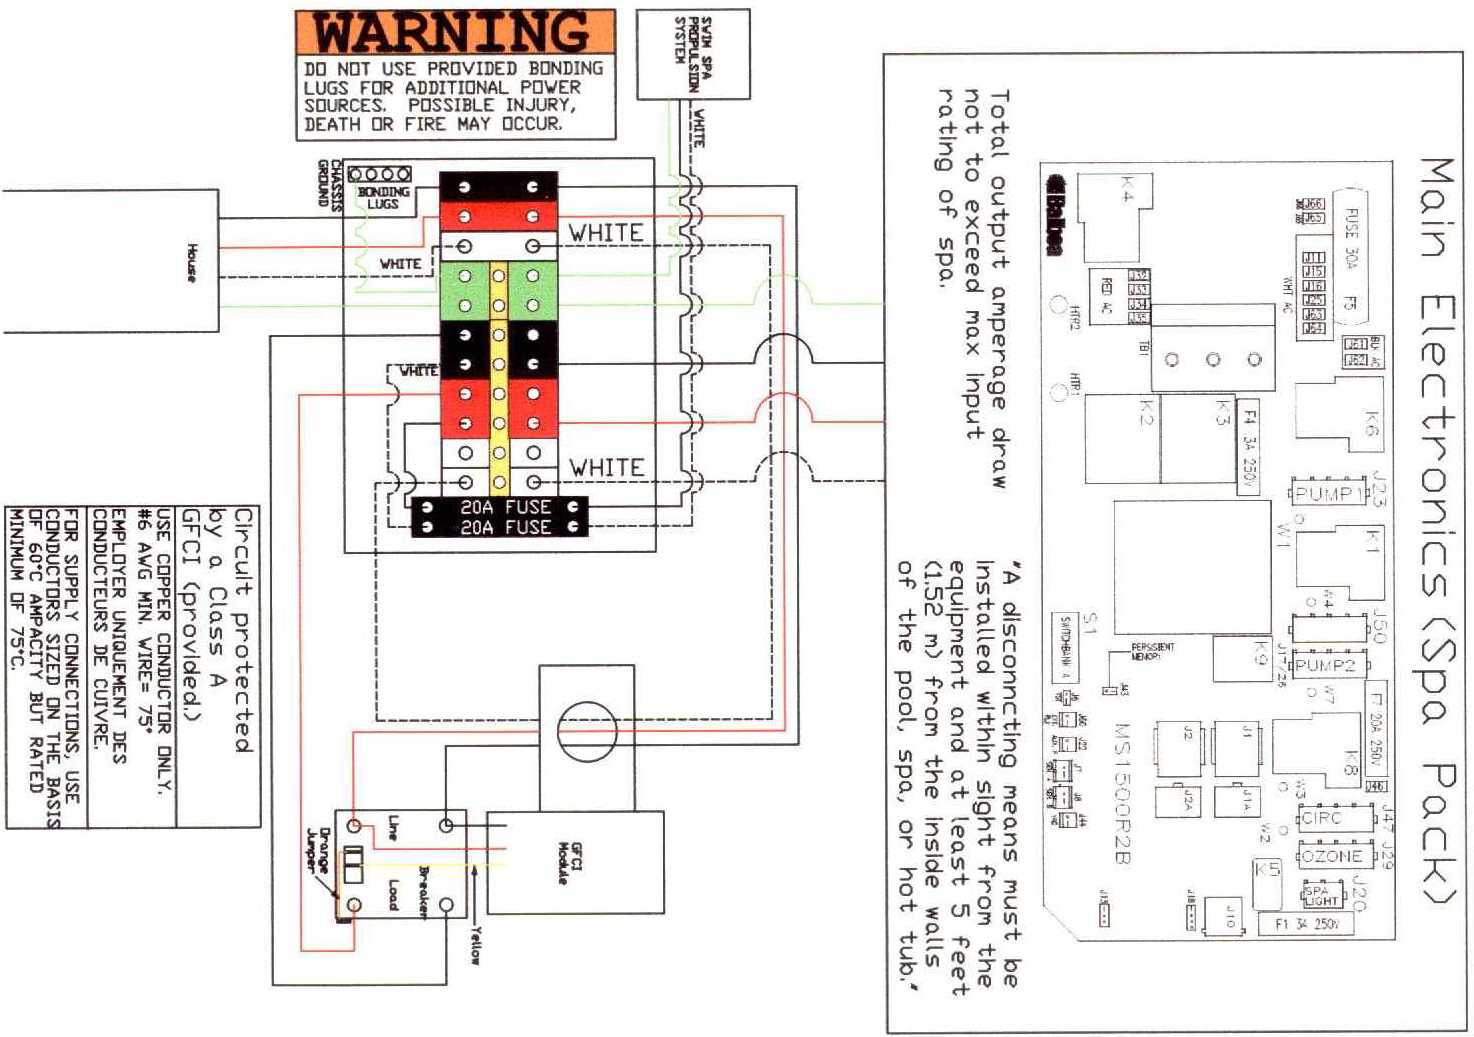 WARNING
DO NOT USE PROVIDED BONDING
LUGS FOR ADDITIONAL POWER
SOURCES. POSSIBLE INJURY,
DEATH OR FIRE MAY OCCUR.
SWIM SPA
PROPULSION
SYSTEM
WHITE
CHASSIS
GROUND
BONDING
LUGS
House
WHITE
WHITE
WHITE
WHITE
20A FUSE
20A FUSE
Circuit protected
by a Class A
GFCI (provided.)
USE COPPER CONDUCTOR ONLY.
#6 AWG MIN. WIRE= 75°
EMPLOYER UNIQUEMENT DES
CONDUCTEURS DE CUIVRE.
FOR SUPPLY CONNECTIONS, USE
CONDUCTORS SIZED ON THE BASIS
OF 60°C AMPACITY BUT RATED
MINIMUM OF 75°C.
GFCI
Module
Line
Load
Breaker
Orange
Jumper
Yellow
Main Electronics (Spa Pack)
Total output amperage draw
not to exceed max input
rating of spa.
"A disconncting means must be
installed within sight from the
equipment and at least 5 feet
(1.52 m) from the inside walls
of the pool, spa, or hot tub."
Balboa
K4
J66
J65
FUSE 30A F5
J11
J15
J16
J25
J63
J64
WHT AC
J32
J33
J34
J35
RED AC
HTR2
HTR1
TB1
BLK AC
J61
J62
K6
K2
K3
F4 3A 250V
J23
PUMP1
W1
K1
W4
J50
S1
SWITCHBANK A
PERSISTENT
MEMORY
J43
K9
J17/26
PUMP2
W7
F7 20A 250V
K8
J46
MS1500R2B
J2
J1
J2A
J1A
W3
W2
J47
CIRC
J29
OZONE
K5
J20
SPA
LIGHT
J10
F1 3A 250V
J18